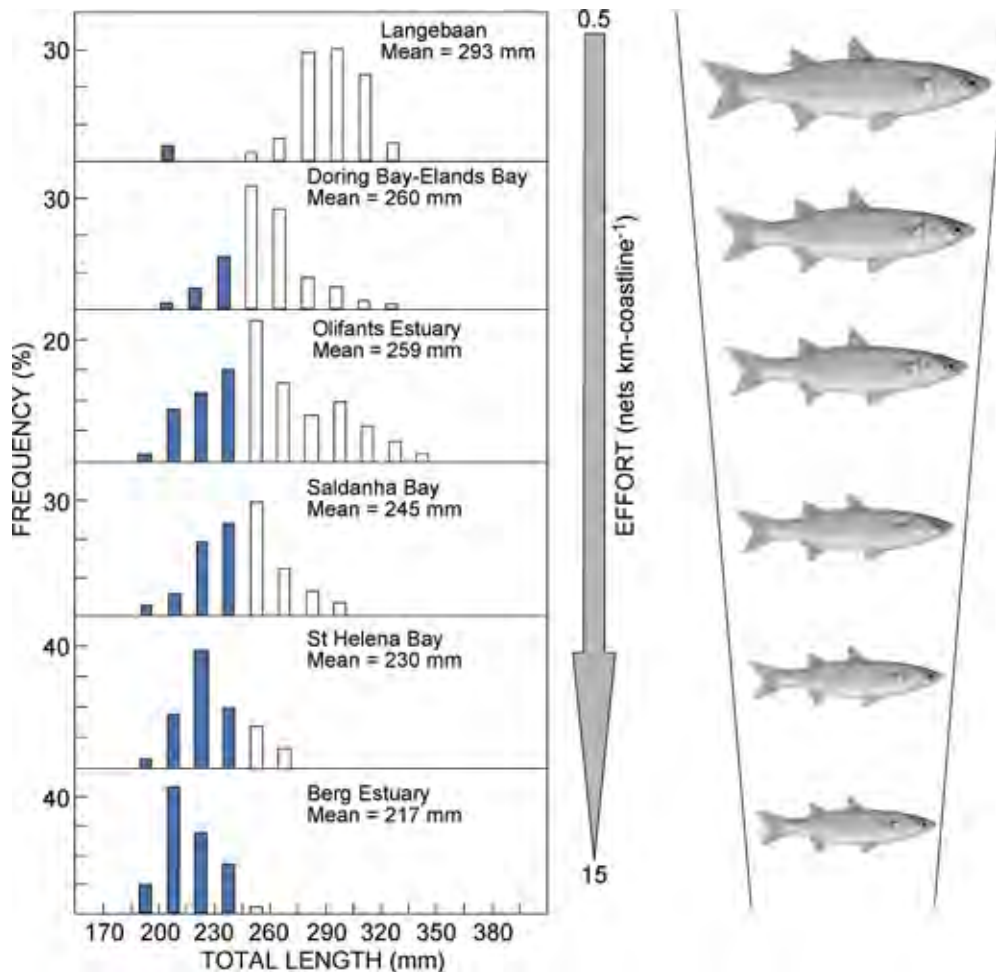 FREQUENCY (%)
30
Langebaan
Mean = 293 mm
30
Doring Bay-Elands Bay
Mean = 260 mm
20
Olifants Estuary
Mean = 259 mm
30
Saldanha Bay
Mean = 245 mm
40
St Helena Bay
Mean = 230 mm
40
Berg Estuary
Mean = 217 mm
170 200 230 260 290 320 350 380
TOTAL LENGTH (mm)
0.5
EFFORT (nets km-coastline⁻¹)
15